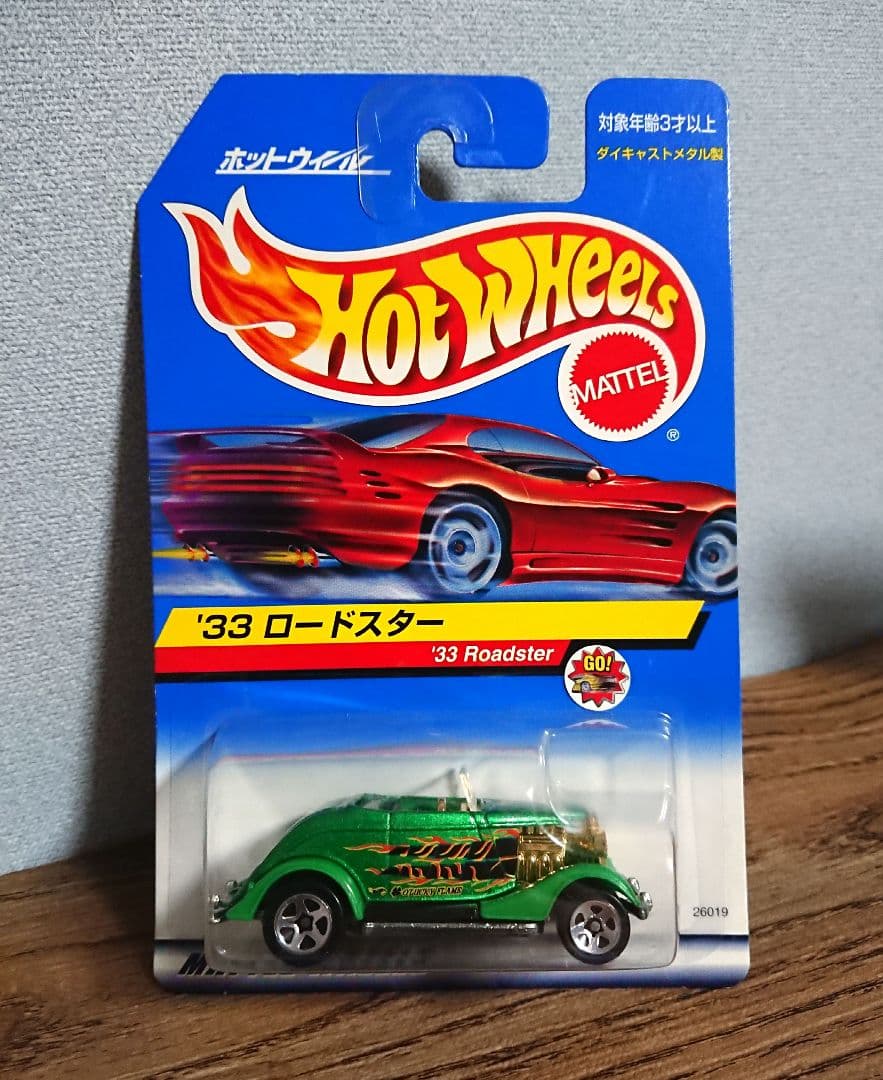 対象年齢3才以上
ダイキャストメタル製
ホットウィール
HOT WHEELS
MATTEL
®
'33 ロードスター
'33 Roadster
GO!
26019